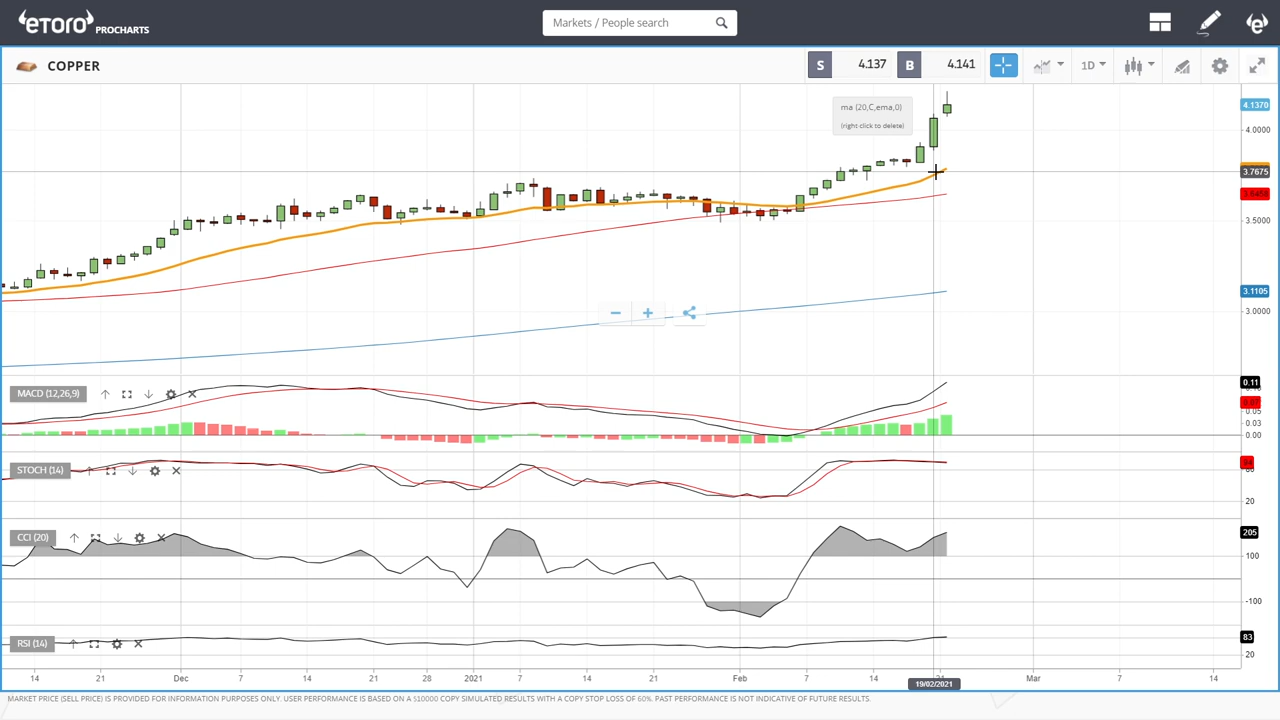 etoro PROCHARTS
Markets / People search
COPPER
S 4.137 B 4.141
1D
ma (20,C,ema,0)
(right-click to delete)
4.1370
4.0000
3.7675
3.5000
3.1105
3.0000
MACD (12,26,9)
0.11
0.07
0.05
0.03
0.00
STOCH (14)
20
CCI (20)
205
100
-100
RSI (14)
83
20
14 21 Dec 7 14 21 28 2021 7 14 21 Feb 7 14 Mar 7 14
19/02/2021
MARKET PRICE (SELL PRICE) IS PROVIDED FOR INFORMATION PURPOSES ONLY. USER PERFORMANCE IS BASED ON A $10000 COPY SIMULATED RESULTS WITH A COPY STOP LOSS OF 60%. PAST PERFORMANCE IS NOT INDICATIVE OF FUTURE RESULTS.